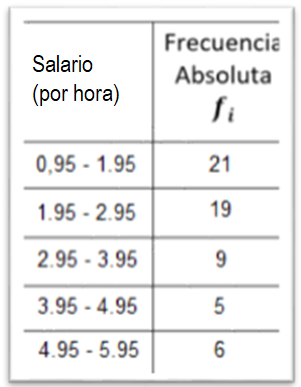 Salario
(por hora)
Frecuencia
Absoluta
f i
0,95 - 1.95 21
1.95 - 2.95 19
2.95 - 3.95 9
3.95 - 4.95 5
4.95 - 5.95 6